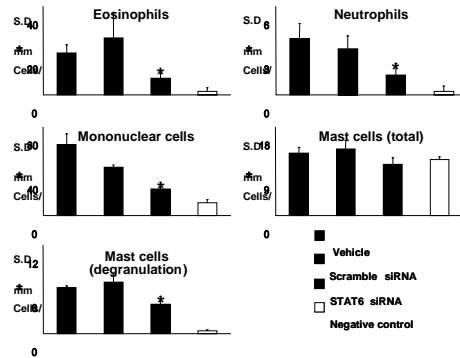 Eosinophils
S.D
40
*
mm
20
Cells/
*
0
Neutrophils
S.D
6
*
mm
3
Cells/
*
0
Mononuclear cells
S.D
80
*
mm
40
Cells/
*
0
Mast cells (total)
S.D
18
*
mm
9
Cells/
0
Mast cells
(degranulation)
S.D
12
*
mm
6
Cells/
*
0
Vehicle
Scramble siRNA
STAT6 siRNA
Negative control